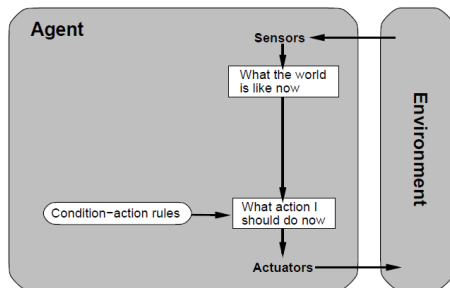 Agent
Sensors
What the world
is like now
Environment
Condition−action rules
What action I
should do now
Actuators